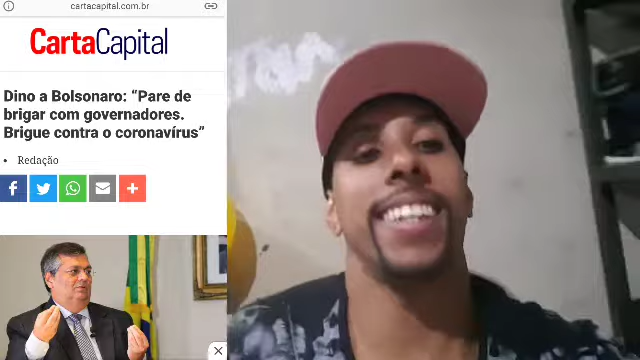 cartacapital.com.br
CartaCapital
Dino a Bolsonaro: “Pare de
brigar com governadores.
Brigue contra o coronavírus”
• Redação